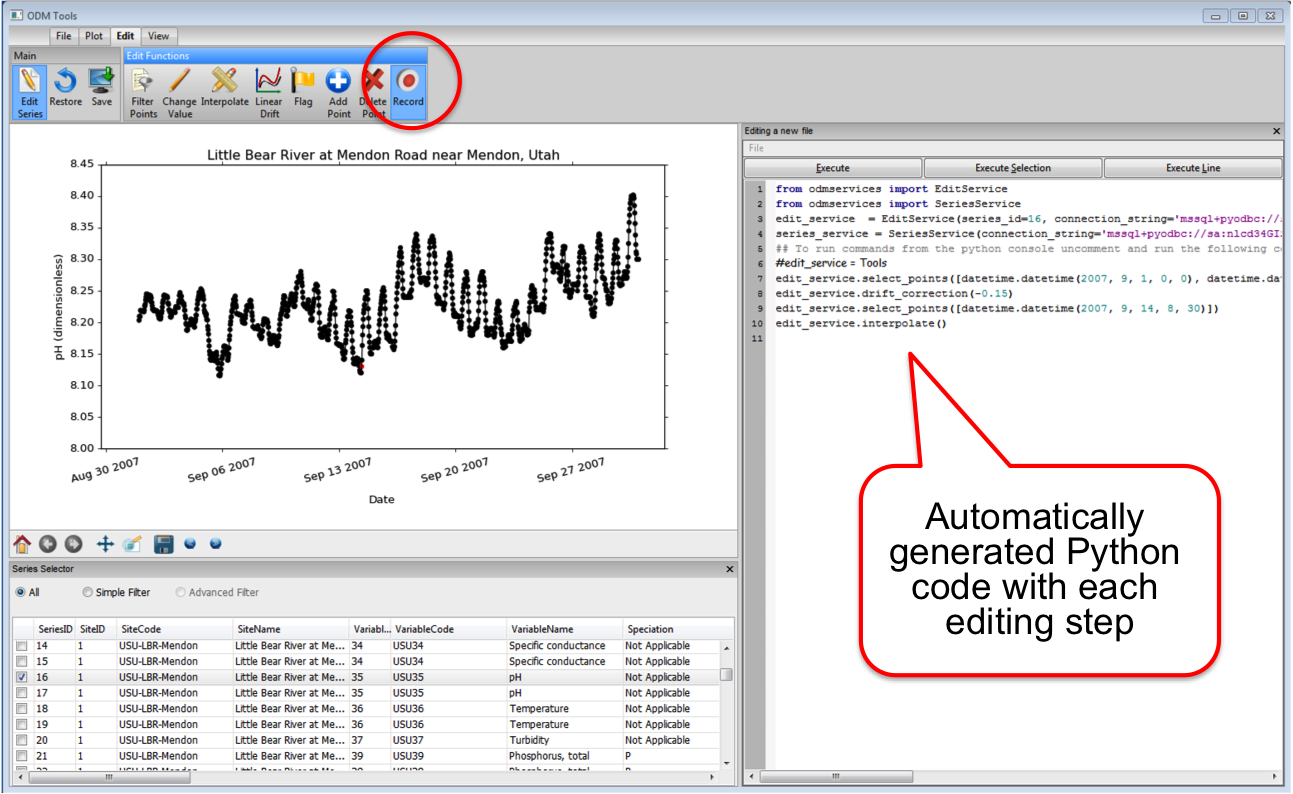 ODM Tools
File Plot Edit View
Main
Edit Functions
Edit Series
Restore
Save
Filter Points
Change Value
Interpolate
Linear Drift
Flag
Add Point
Delete Point
Record
Little Bear River at Mendon Road near Mendon, Utah
8.45
8.40
8.35
8.30
8.25
8.20
8.15
8.10
8.05
8.00
pH (dimensionless)
Aug 30 2007
Sep 06 2007
Sep 13 2007
Sep 20 2007
Sep 27 2007
Date
Series Selector
All Simple Filter Advanced Filter
SeriesID SiteID SiteCode SiteName Variabl... VariableCode VariableName Speciation
14 1 USU-LBR-Mendon Little Bear River at Me... 34 USU34 Specific conductance Not Applicable
15 1 USU-LBR-Mendon Little Bear River at Me... 34 USU34 Specific conductance Not Applicable
16 1 USU-LBR-Mendon Little Bear River at Me... 35 USU35 pH Not Applicable
17 1 USU-LBR-Mendon Little Bear River at Me... 35 USU35 pH Not Applicable
18 1 USU-LBR-Mendon Little Bear River at Me... 36 USU36 Temperature Not Applicable
19 1 USU-LBR-Mendon Little Bear River at Me... 36 USU36 Temperature Not Applicable
20 1 USU-LBR-Mendon Little Bear River at Me... 37 USU37 Turbidity Not Applicable
21 1 USU-LBR-Mendon Little Bear River at Me... 39 USU39 Phosphorus, total P
Editing a new file
File
Execute
Execute Selection
Execute Line
1 from odmservices import EditService
2 from odmservices import SeriesService
3 edit_service = EditService(series_id=16, connection_string='mssql+pyodbc://
4 series_service = SeriesService(connection_string='mssql+pyodbc://sa:nlcd34GI
5 ## To run commands from the python console uncomment and run the following
6 #edit_service = Tools
7 edit_service.select_points([datetime.datetime(2007, 9, 1, 0, 0), datetime.da
8 edit_service.drift_correction(-0.15)
9 edit_service.select_points([datetime.datetime(2007, 9, 14, 8, 30)])
10 edit_service.interpolate()
11
Automatically
generated Python
code with each
editing step